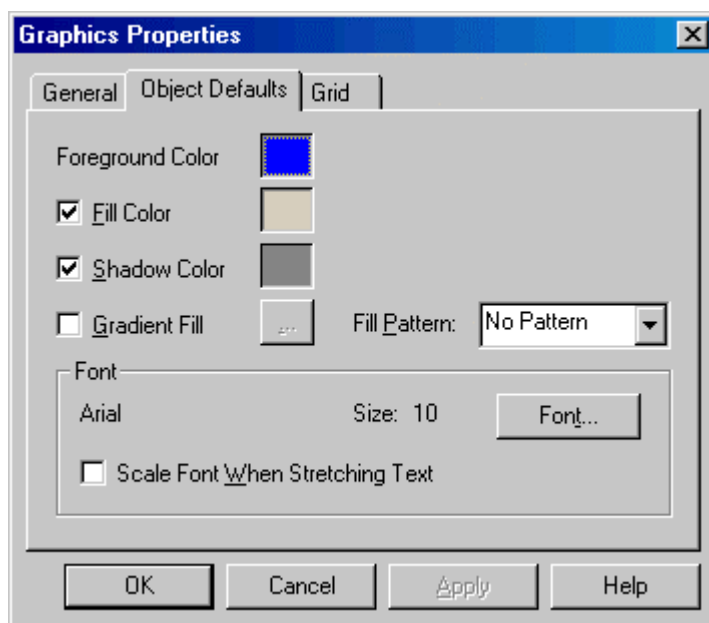 Graphics Properties
General Object Defaults Grid
Foreground Color
Fill Color
Shadow Color
Gradient Fill ... Fill Pattern: No Pattern
Font
Arial Size: 10 Font...
Scale Font When Stretching Text
OK Cancel Apply Help